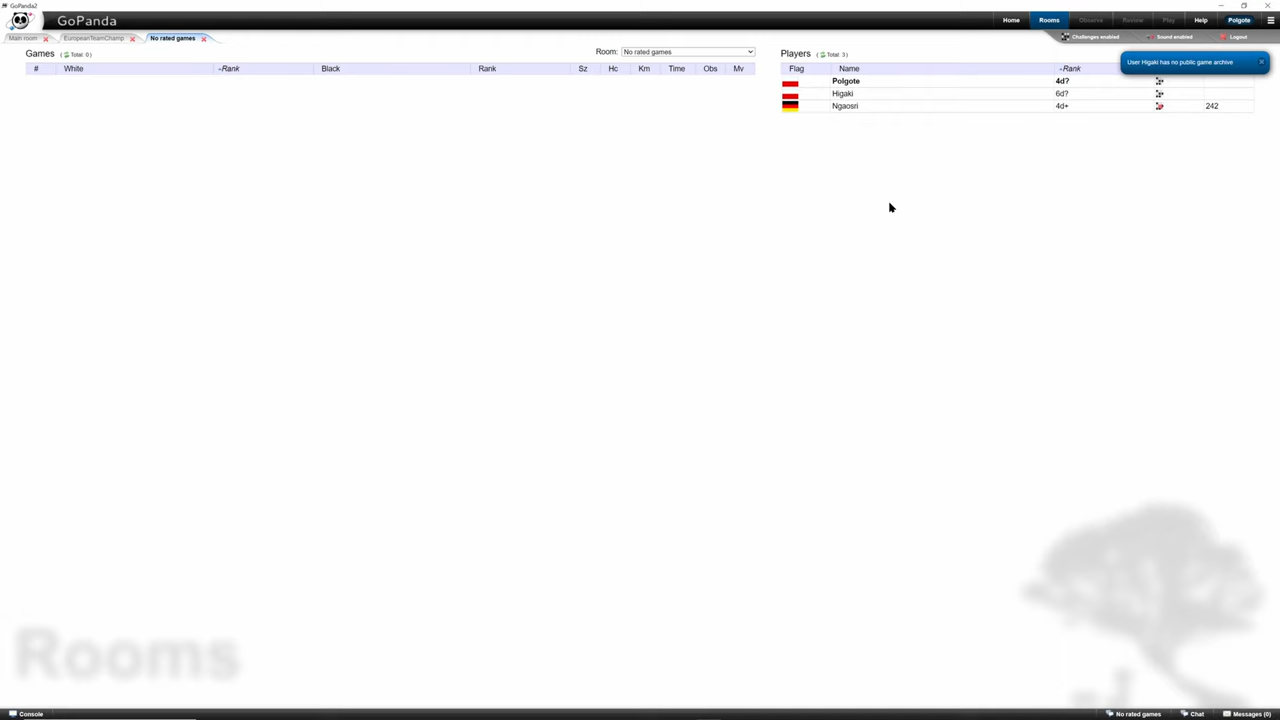 GoPanda2
GoPanda
Home Rooms Observe Review Play Help Polgote
Main room EuropeanTeamChamp No rated games
Challenges enabled Sound enabled Logout
Games ( Total: 0 ) Room: No rated games
Players ( Total: 3 )
User Higaki has no public game archive
# White -Rank Black Rank Sz Hc Km Time Obs Mv
Flag Name -Rank
Polgote 4d?
Higaki 6d?
Ngaosri 4d+ 242
Rooms
Console No rated games Chat Messages (0)